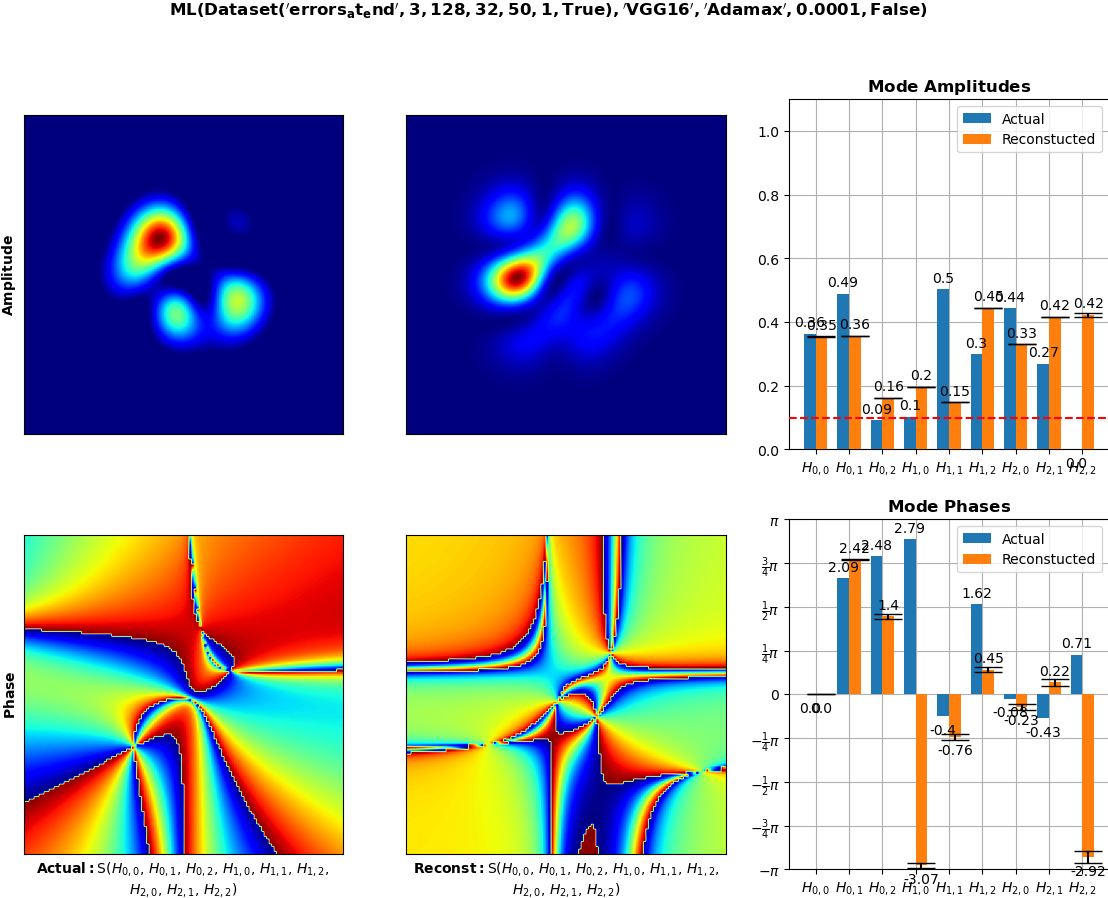 ML(Dataset('errors_at_end', 3, 128, 32, 50, 1, True), 'VGG16', 'Adamax', 0.0001, False)
Amplitude
Mode Amplitudes
Actual
Reconstucted
1.0
0.8
0.6
0.4
0.2
0.0
0.36
0.35
0.49
0.36
0.09
0.16
0.1
0.2
0.5
0.15
0.3
0.45
0.44
0.33
0.27
0.42
0.0
0.42
H0,0 H0,1 H0,2 H1,0 H1,1 H1,2 H2,0 H2,1 H2,2
Phase
Mode Phases
Actual
Reconstucted
π
3/4π
1/2π
1/4π
0
−1/4π
−1/2π
−3/4π
−π
0.0
0.0
2.09
2.42
2.48
1.4
2.79
-3.07
-0.4
-0.76
1.62
0.45
-0.08
-0.23
-0.43
0.22
0.71
-2.92
H0,0 H0,1 H0,2 H1,0 H1,1 H1,2 H2,0 H2,1 H2,2
Actual: S(H0,0, H0,1, H0,2, H1,0, H1,1, H1,2,
H2,0, H2,1, H2,2)
Reconst: S(H0,0, H0,1, H0,2, H1,0, H1,1, H1,2,
H2,0, H2,1, H2,2)